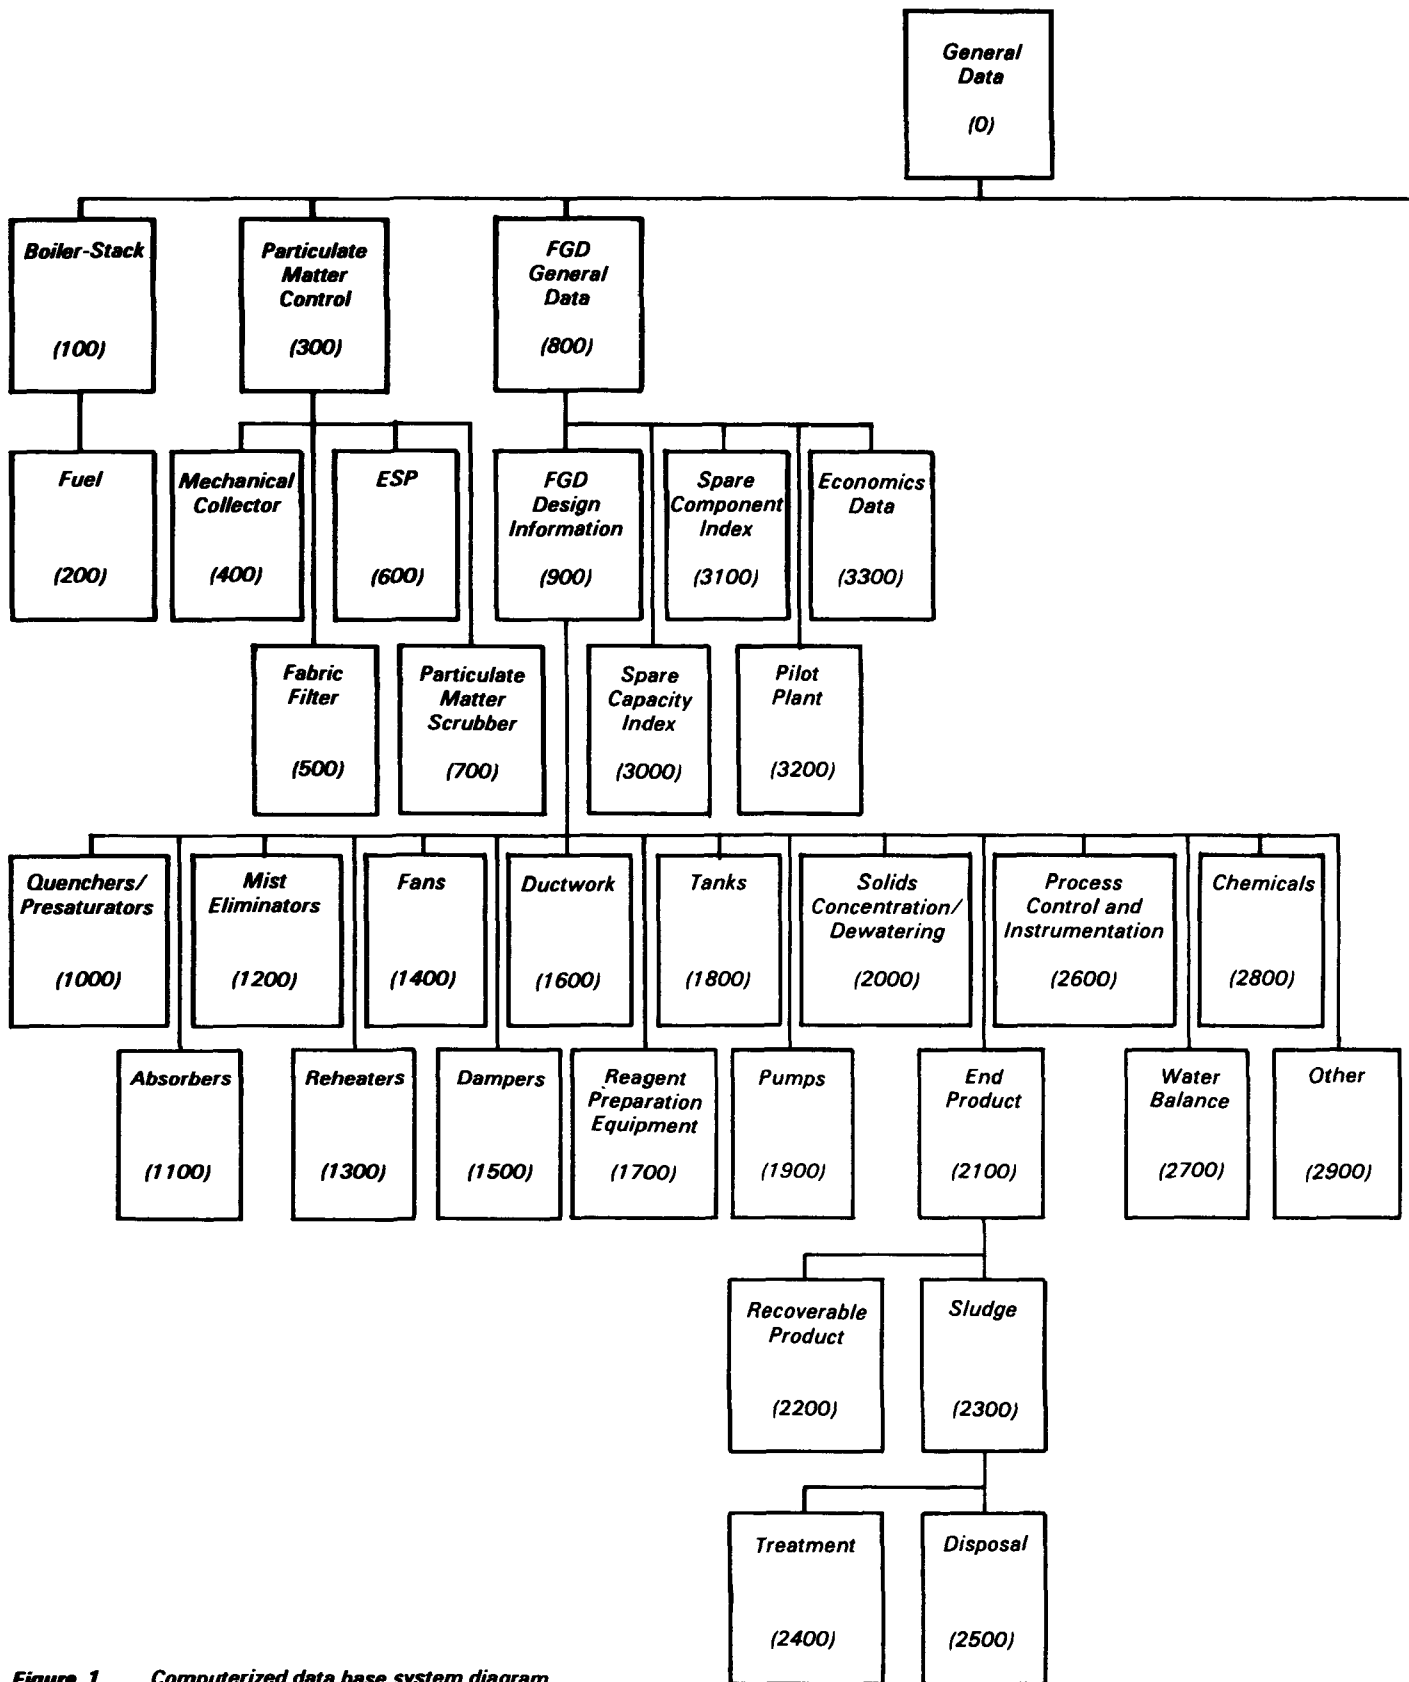 General
Data
(0)
Boiler-Stack
(100)
Particulate
Matter
Control
(300)
FGD
General
Data
(800)
Fuel
(200)
Mechanical
Collector
(400)
ESP
(600)
FGD
Design
Information
(900)
Spare
Component
Index
(3100)
Economics
Data
(3300)
Fabric
Filter
(500)
Particulate
Matter
Scrubber
(700)
Spare
Capacity
Index
(3000)
Pilot
Plant
(3200)
Quenchers/
Presaturators
(1000)
Mist
Eliminators
(1200)
Fans
(1400)
Ductwork
(1600)
Tanks
(1800)
Solids
Concentration/
Dewatering
(2000)
Process
Control and
Instrumentation
(2600)
Chemicals
(2800)
Absorbers
(1100)
Reheaters
(1300)
Dampers
(1500)
Reagent
Preparation
Equipment
(1700)
Pumps
(1900)
End
Product
(2100)
Water
Balance
(2700)
Other
(2900)
Recoverable
Product
(2200)
Sludge
(2300)
Treatment
(2400)
Disposal
(2500)
Figure 1. Computerized data base system diagram